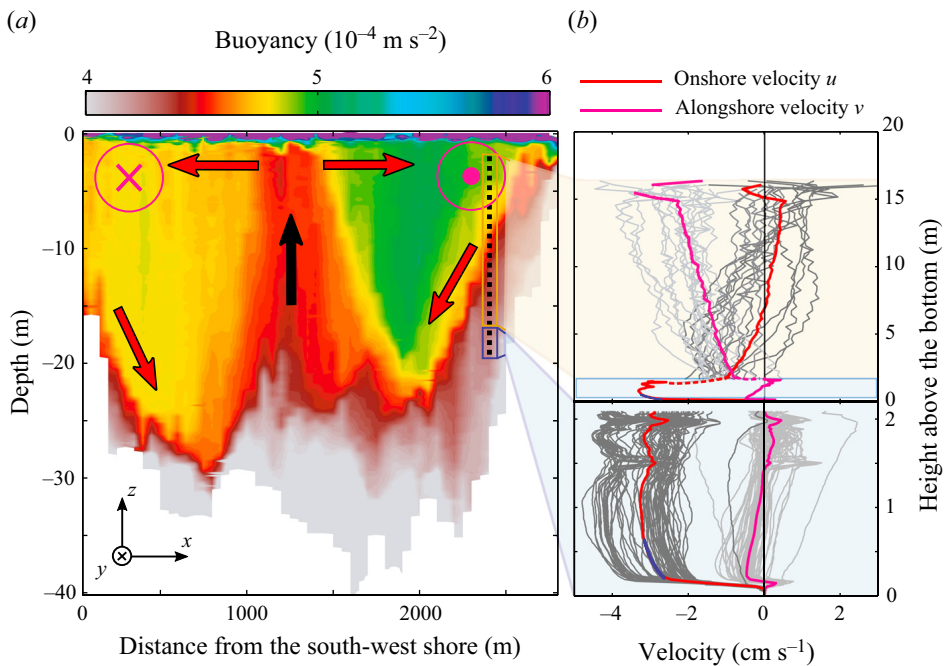 (a)
Buoyancy (10⁻⁴ m s⁻²)
4 5 6
0
−10
−20
−30
−40
Depth (m)
z
y
x
0 1000 2000
Distance from the south-west shore (m)
(b)
Onshore velocity u
Alongshore velocity v
20
15
10
5
0
2
1
0
Height above the bottom (m)
−4 −2 0 2
Velocity (cm s⁻¹)